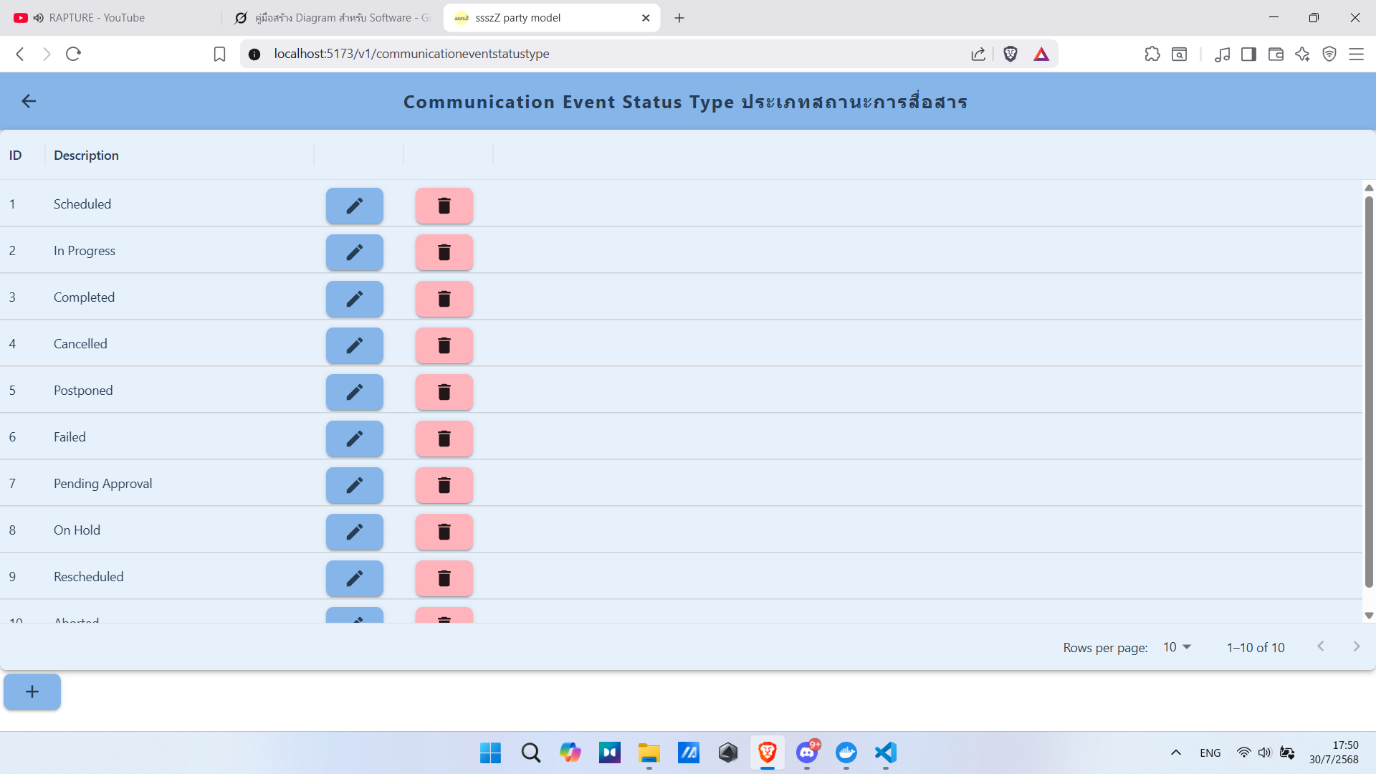 RAPTURE - YouTube
คู่มือสร้าง Diagram สำหรับ Software - G
ssszZ party model
localhost:5173/v1/communicationeventstatustype
Communication Event Status Type ประเภทสถานะการสื่อสาร
ID Description
1 Scheduled
2 In Progress
3 Completed
4 Cancelled
5 Postponed
6 Failed
7 Pending Approval
8 On Hold
9 Rescheduled
10 Aborted
Rows per page: 10 1–10 of 10
9+
ENG
17:50
30/7/2568